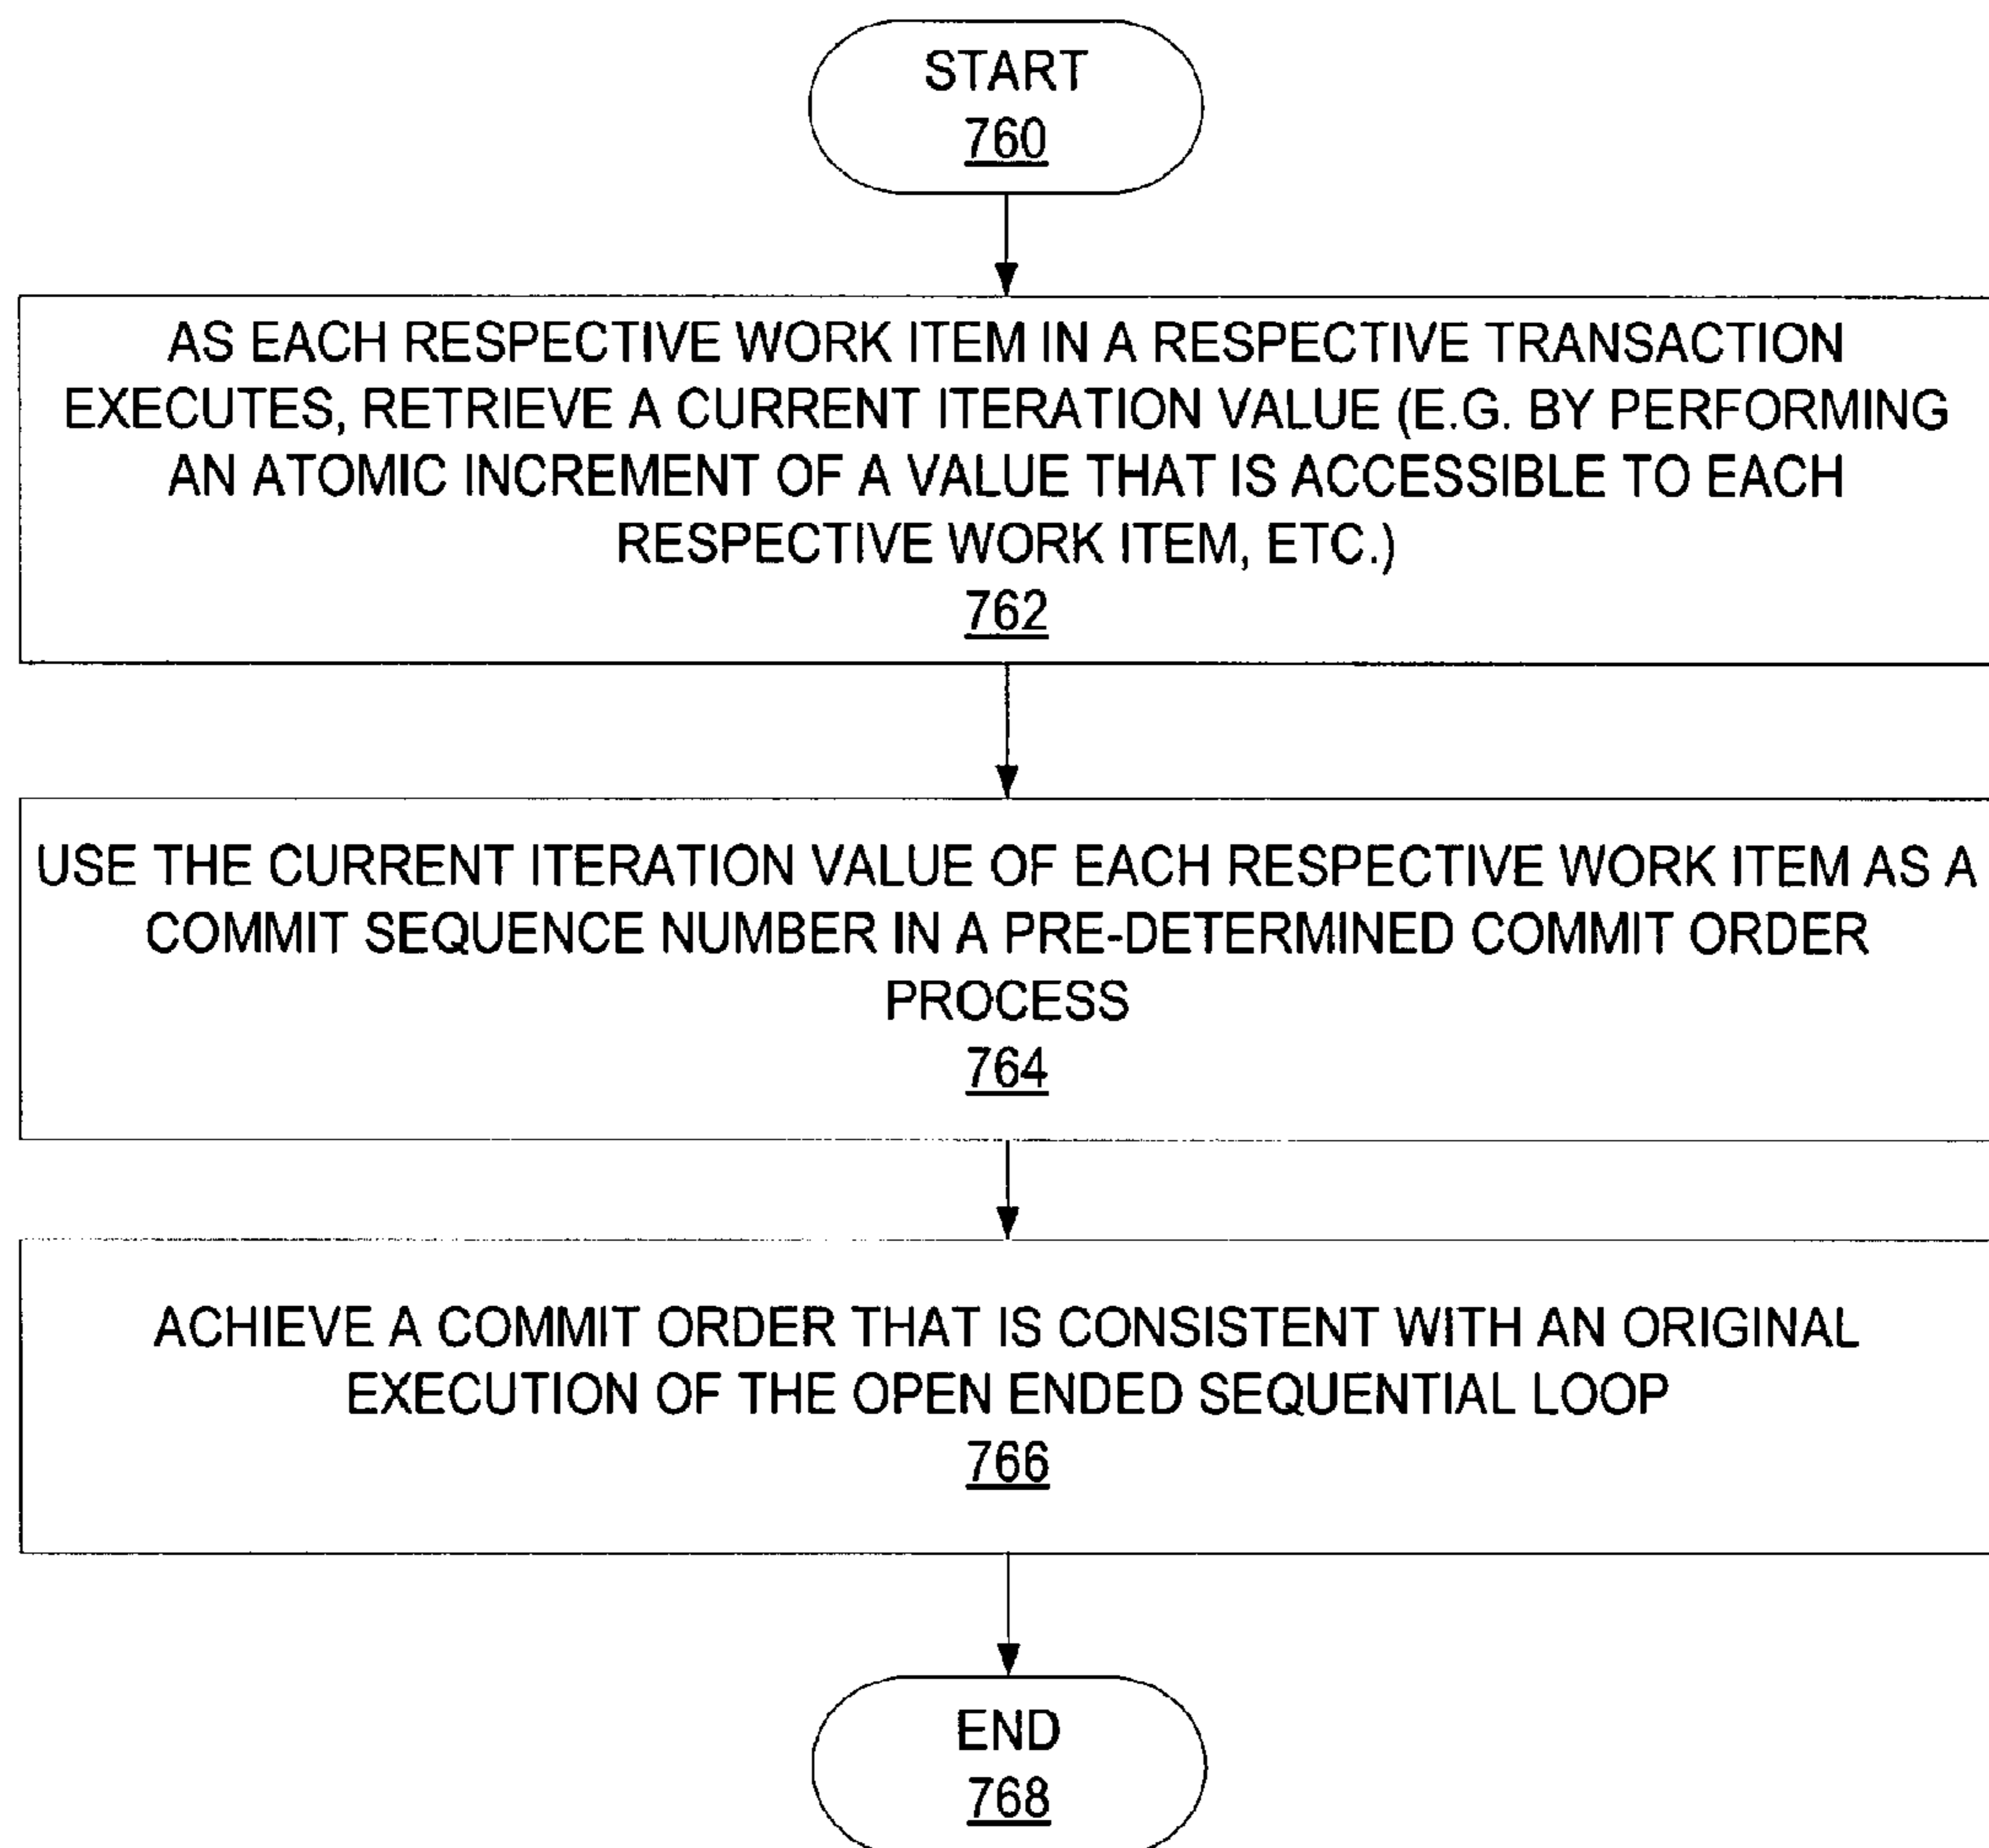 START
760
AS EACH RESPECTIVE WORK ITEM IN A RESPECTIVE TRANSACTION
EXECUTES, RETRIEVE A CURRENT ITERATION VALUE (E.G. BY PERFORMING
AN ATOMIC INCREMENT OF A VALUE THAT IS ACCESSIBLE TO EACH
RESPECTIVE WORK ITEM, ETC.)
762
USE THE CURRENT ITERATION VALUE OF EACH RESPECTIVE WORK ITEM AS A
COMMIT SEQUENCE NUMBER IN A PRE-DETERMINED COMMIT ORDER
PROCESS
764
ACHIEVE A COMMIT ORDER THAT IS CONSISTENT WITH AN ORIGINAL
EXECUTION OF THE OPEN ENDED SEQUENTIAL LOOP
766
END
768